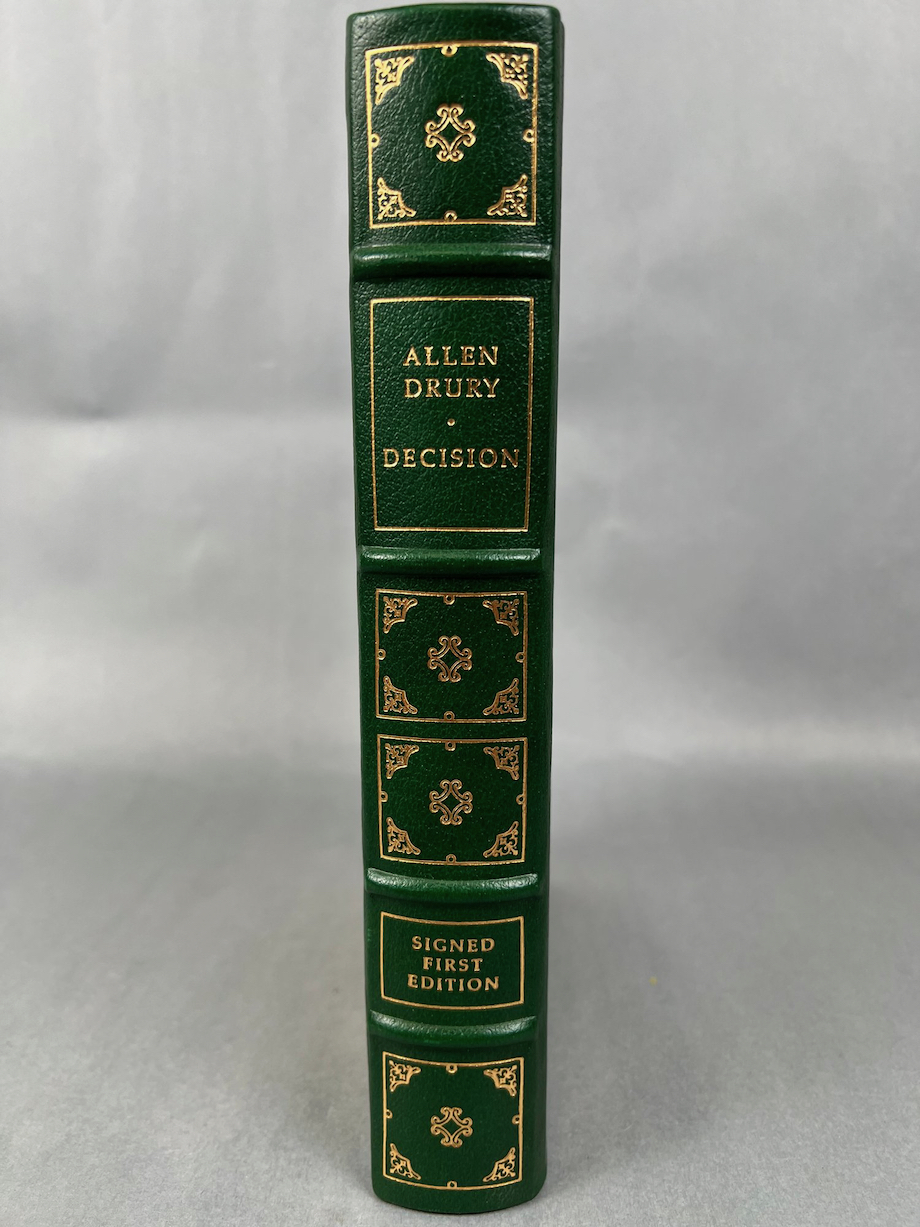 ALLEN
DRURY
·
DECISION
SIGNED
FIRST
EDITION